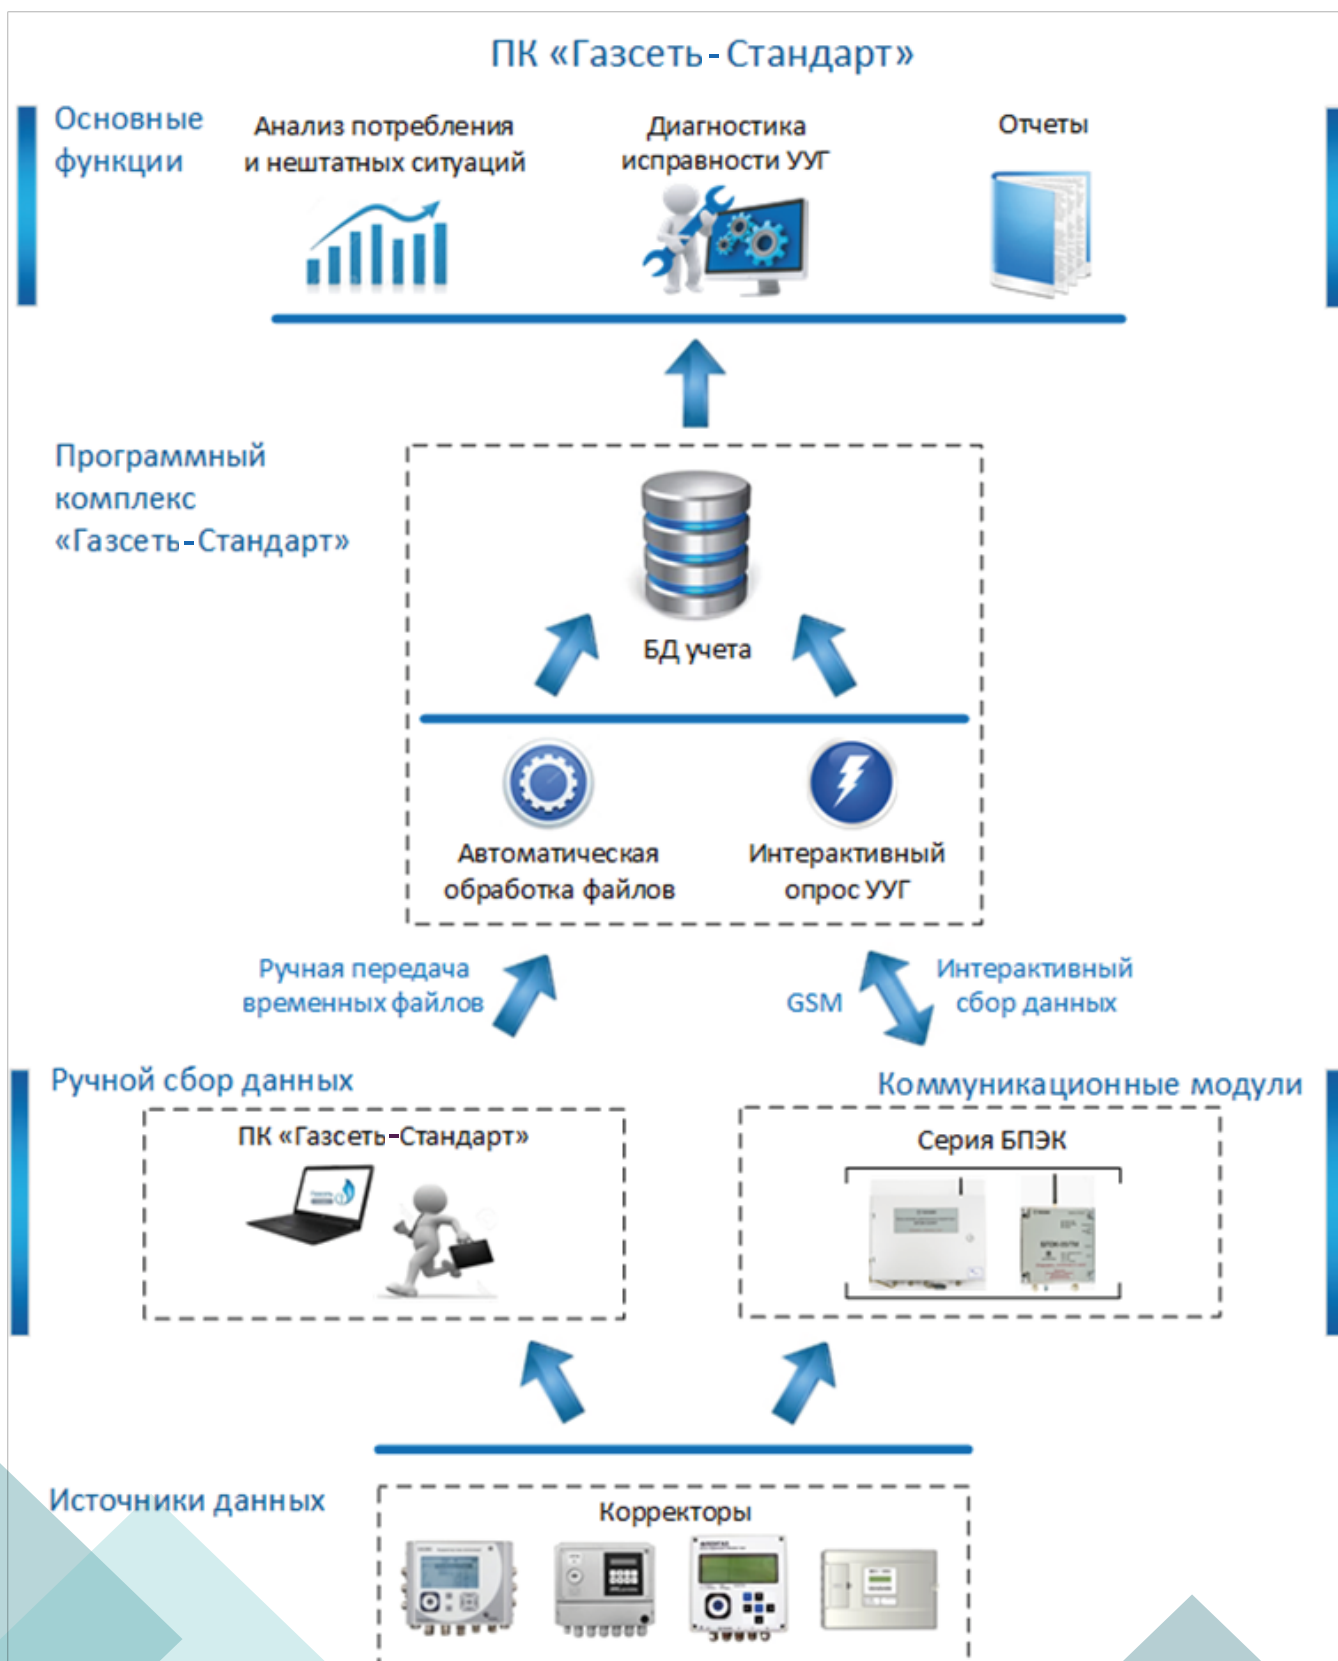 ПК «Газсеть-Стандарт»
Основные
функции
Анализ потребления
и нештатных ситуаций
Диагностика
исправности УУГ
Отчеты
Программный
комплекс
«Газсеть-Стандарт»
БД учета
Автоматическая
обработка файлов
Интерактивный
опрос УУГ
Ручная передача
временных файлов
GSM
Интерактивный
сбор данных
Ручной сбор данных
Коммуникационные модули
ПК «Газсеть-Стандарт»
Серия БПЭК
Источники данных
Корректоры